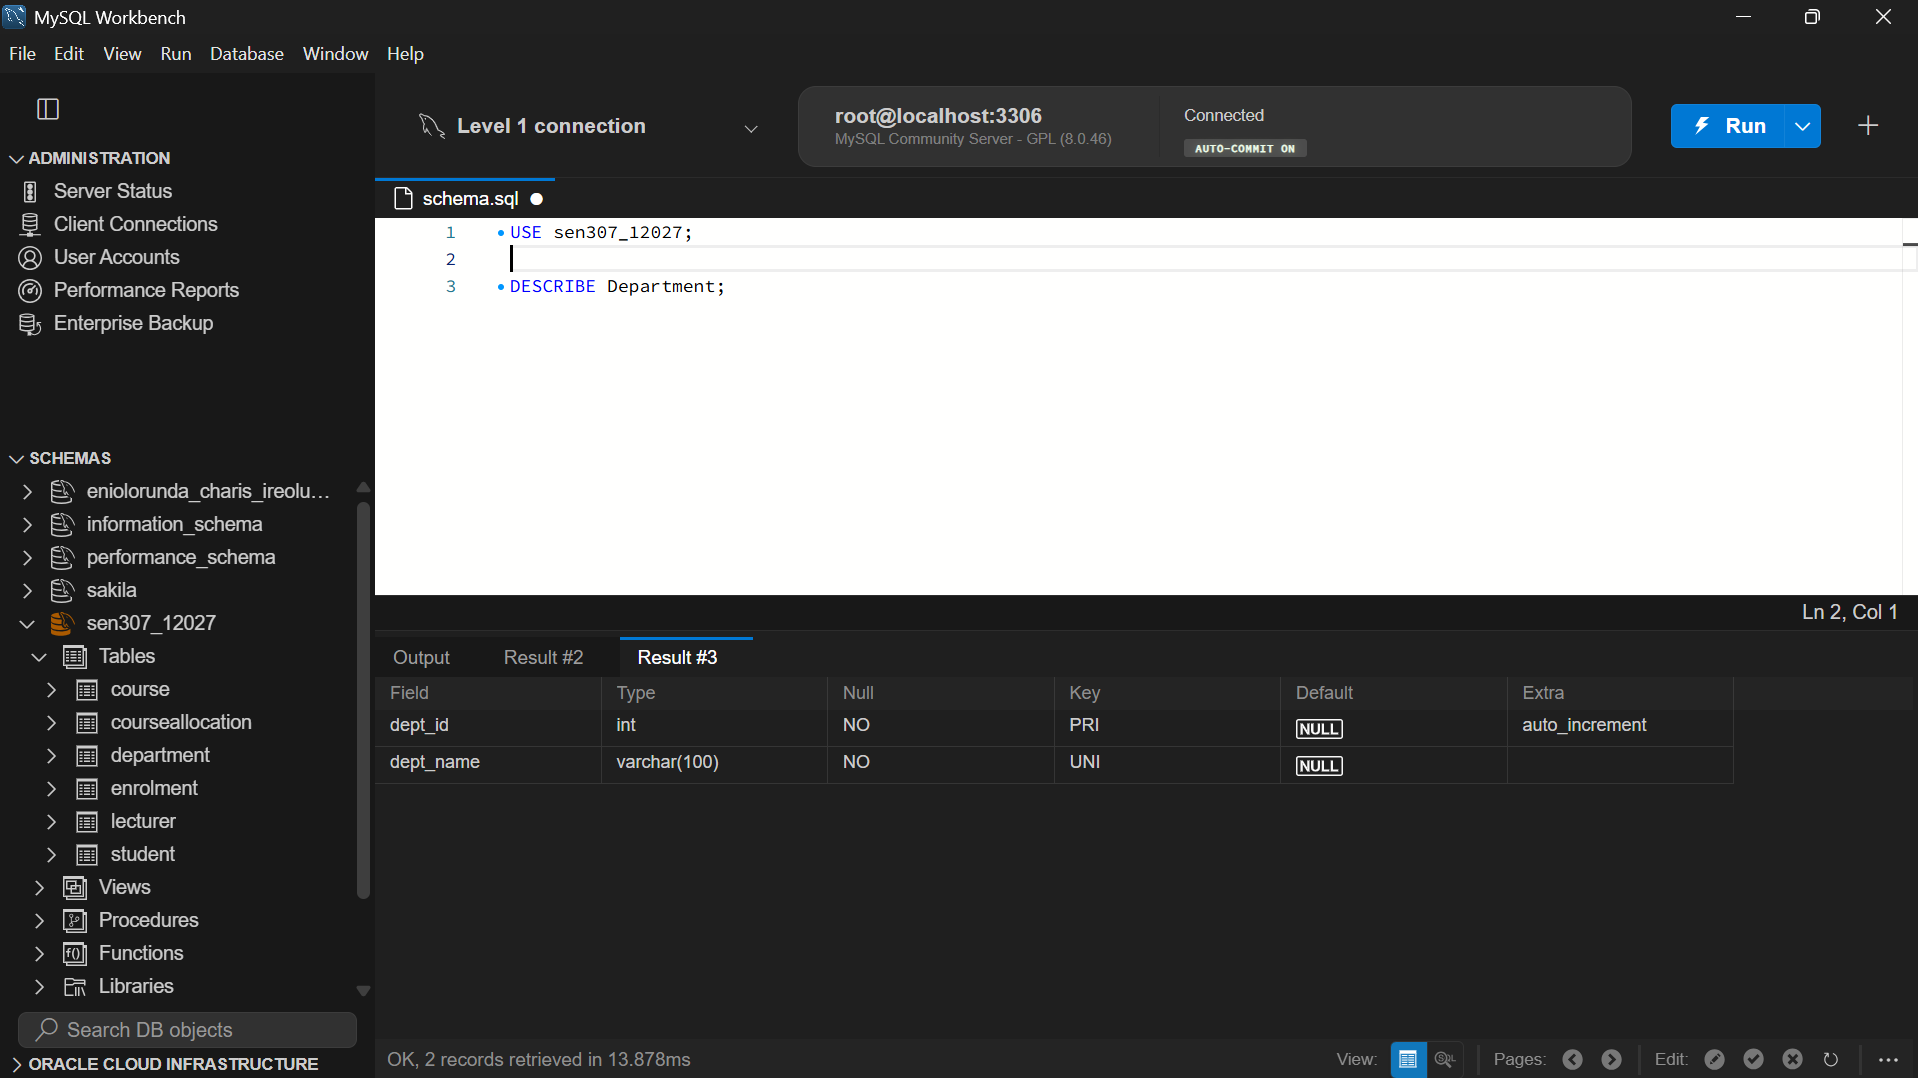 MySQL Workbench
File Edit View Run Database Window Help
ADMINISTRATION
Server Status
Client Connections
User Accounts
Performance Reports
Enterprise Backup
SCHEMAS
eniolorunda_charis_ireolu...
information_schema
performance_schema
sakila
sen307_12027
Tables
course
courseallocation
department
enrolment
lecturer
student
Views
Procedures
Functions
Libraries
Search DB objects
ORACLE CLOUD INFRASTRUCTURE
Level 1 connection
root@localhost:3306
MySQL Community Server - GPL (8.0.46)
Connected
AUTO-COMMIT ON
Run
schema.sql
1 USE sen307_12027;
2
3 DESCRIBE Department;
Ln 2, Col 1
Output Result #2 Result #3
Field Type Null Key Default Extra
dept_id int NO PRI NULL auto_increment
dept_name varchar(100) NO UNI NULL
OK, 2 records retrieved in 13.878ms
View: SQL Pages: Edit: